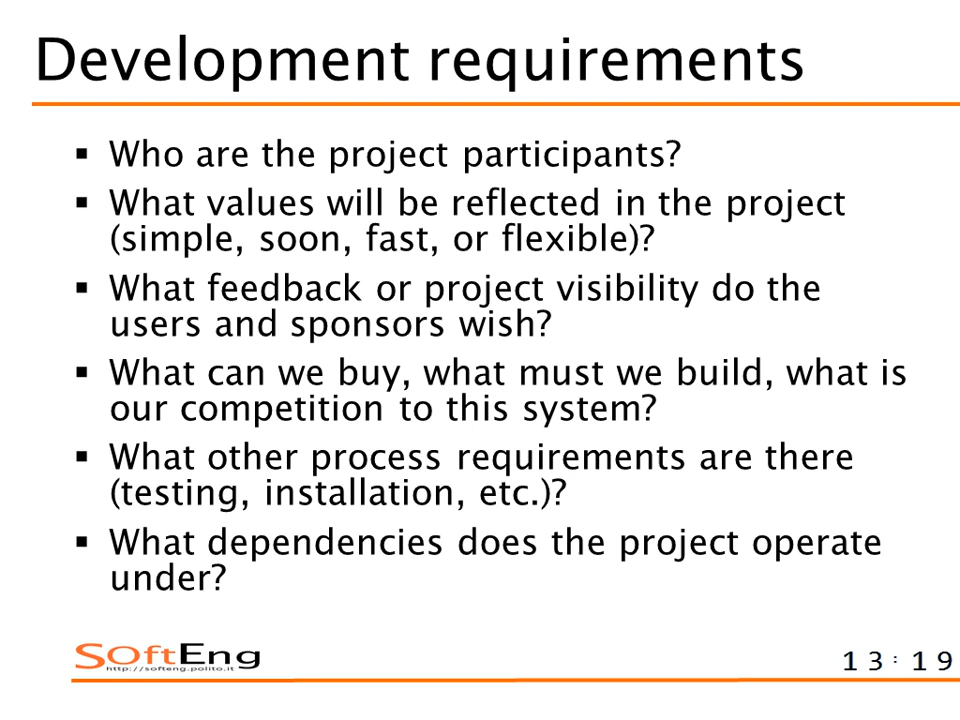 Development requirements
▪ Who are the project participants?
▪ What values will be reflected in the project
(simple, soon, fast, or flexible)?
▪ What feedback or project visibility do the
users and sponsors wish?
▪ What can we buy, what must we build, what is
our competition to this system?
▪ What other process requirements are there
(testing, installation, etc.)?
▪ What dependencies does the project operate
under?
SOftEng
http://softeng.polito.it
13:19